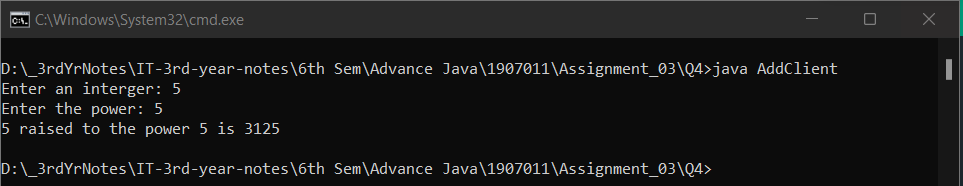 C:\Windows\System32\cmd.exe
D:\_3rdYrNotes\IT-3rd-year-notes\6th Sem\Advance Java\1907011\Assignment_03\Q4>java AddClient
Enter an interger: 5
Enter the power: 5
5 raised to the power 5 is 3125
D:\_3rdYrNotes\IT-3rd-year-notes\6th Sem\Advance Java\1907011\Assignment_03\Q4>